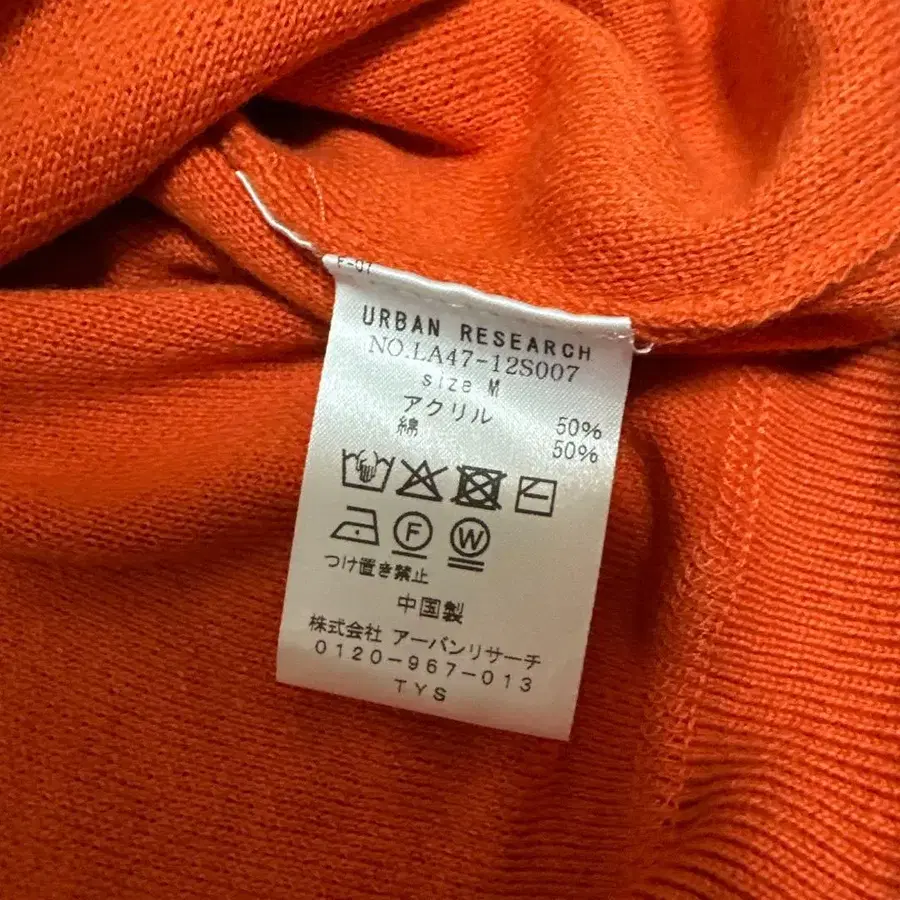 F-01
URBAN RESEARCH
NO.LA47-12S007
size M
アクリル 50%
綿 50%
F W
つけ置き禁止
中国製
株式会社 アーバンリサーチ
0120-967-013
TYS